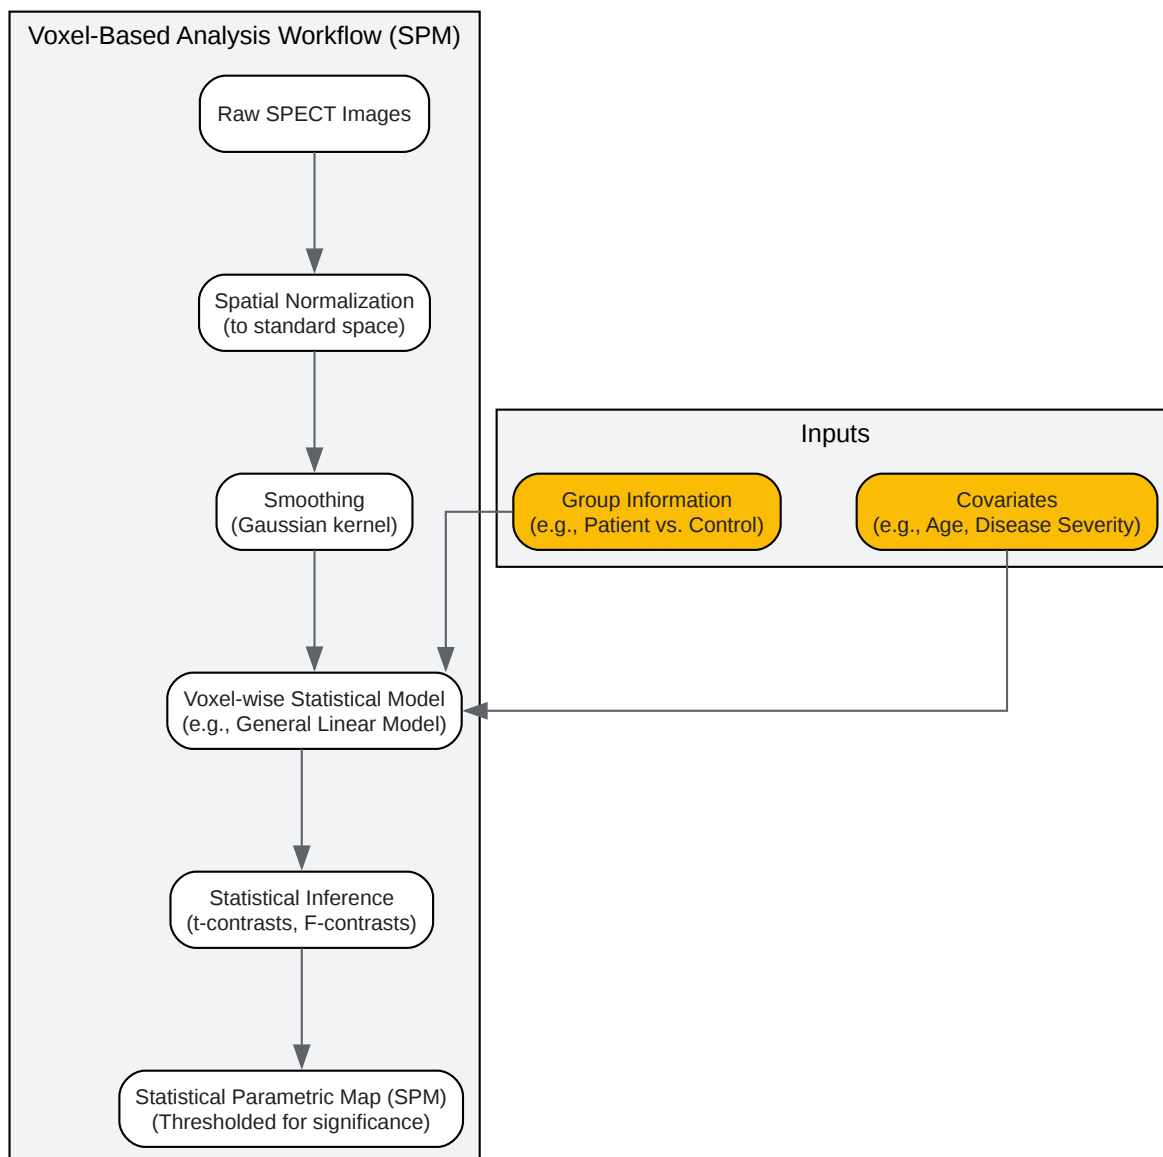 Voxel-Based Analysis Workflow (SPM)
Raw SPECT Images
Spatial Normalization
(to standard space)
Smoothing
(Gaussian kernel)
Inputs
Group Information
(e.g., Patient vs. Control)
Covariates
(e.g., Age, Disease Severity)
Voxel-wise Statistical Model
(e.g., General Linear Model)
Statistical Inference
(t-contrasts, F-contrasts)
Statistical Parametric Map (SPM)
(Thresholded for significance)